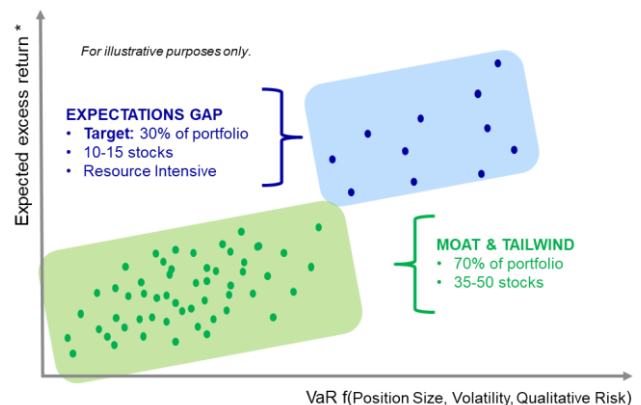 Expected excess return *
For illustrative purposes only.
EXPECTATIONS GAP
• Target: 30% of portfolio
• 10-15 stocks
• Resource Intensive
MOAT & TAILWIND
• 70% of portfolio
• 35-50 stocks
VaR f(Position Size, Volatility, Qualitative Risk)